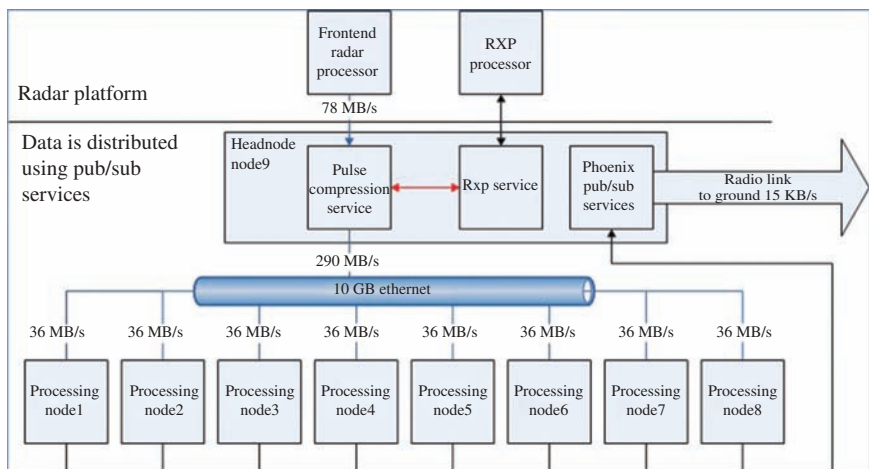 Frontend
radar
processor
RXP
processor
Radar platform
78 MB/s
Data is distributed
using pub/sub
services
Headnode
node9
Pulse
compression
service
Rxp service
Phoenix
pub/sub
services
Radio link
to ground 15 KB/s
290 MB/s
10 GB ethernet
36 MB/s
36 MB/s
36 MB/s
36 MB/s
36 MB/s
36 MB/s
36 MB/s
36 MB/s
Processing
node1
Processing
node2
Processing
node3
Processing
node4
Processing
node5
Processing
node6
Processing
node7
Processing
node8